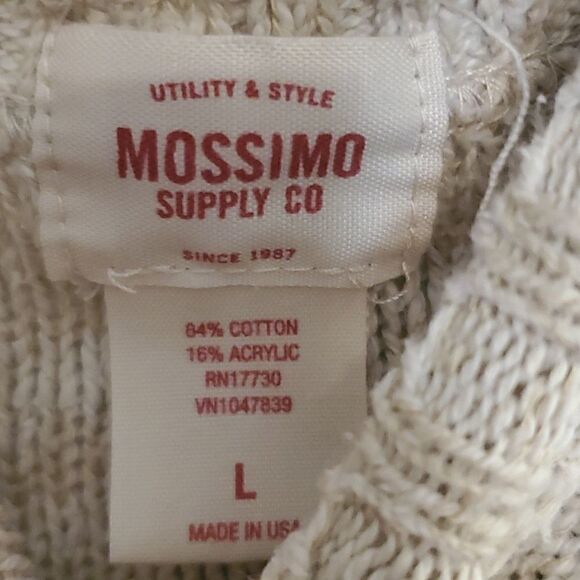 UTILITY & STYLE
MOSSIMO
SUPPLY CO
SINCE 1987
84% COTTON
16% ACRYLIC
RN17730
VN1047839
L
MADE IN USA